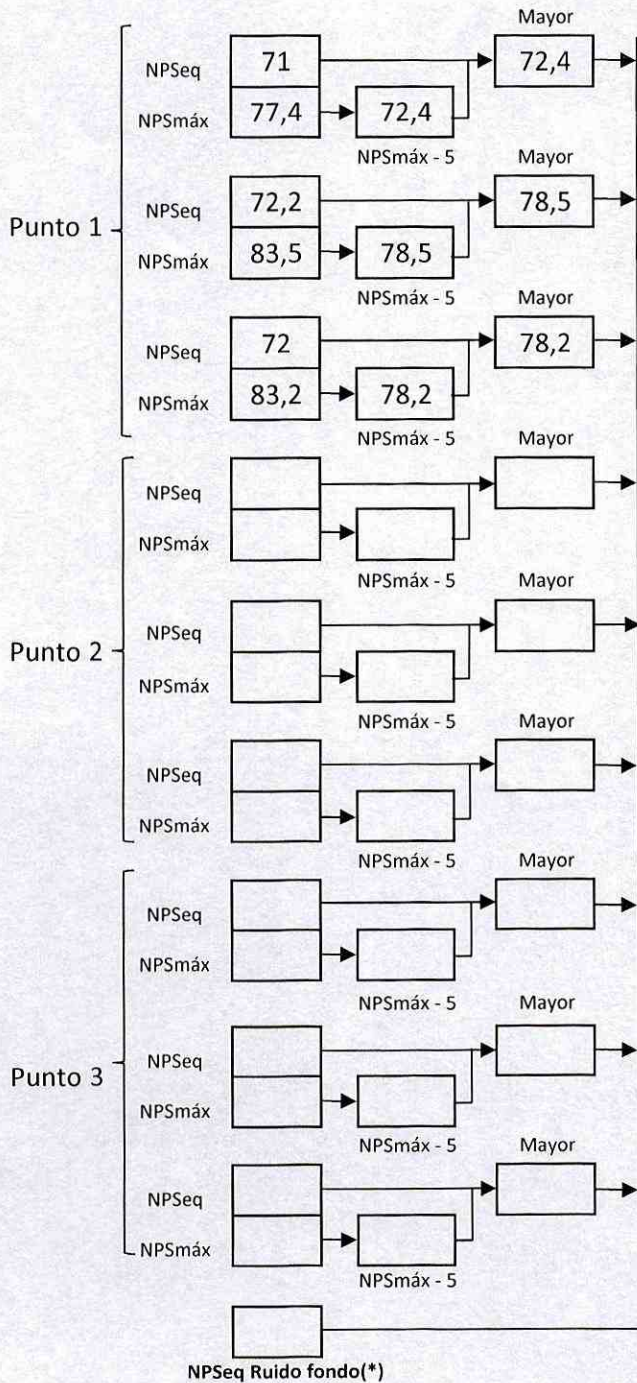 Mayor
NPSeq 71 72,4
NPSmáx 77,4 72,4
NPSmáx - 5
Mayor
NPSeq 72,2 78,5
Punto 1
NPSmáx 83,5 78,5
NPSmáx - 5
Mayor
NPSeq 72 78,2
NPSmáx 83,2 78,2
NPSmáx - 5
Mayor
NPSeq
NPSmáx
NPSmáx - 5
Mayor
NPSeq
Punto 2
NPSmáx
NPSmáx - 5
Mayor
NPSeq
NPSmáx
NPSmáx - 5
Mayor
NPSeq
NPSmáx
NPSmáx - 5
Mayor
NPSeq
Punto 3
NPSmáx
NPSmáx - 5
Mayor
NPSeq
NPSmáx
NPSmáx - 5
NPSeq Ruido fondo(*)